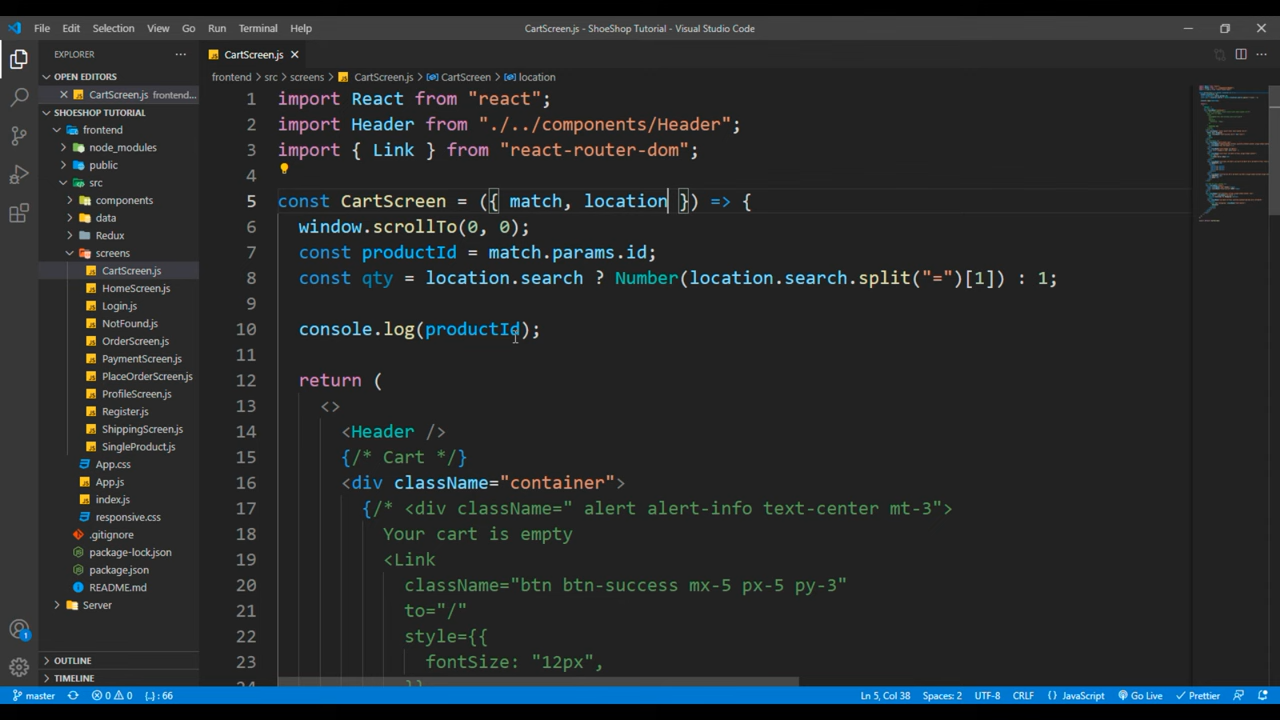 File Edit Selection View Go Run Terminal Help
CartScreen.js - ShoeShop Tutorial - Visual Studio Code
EXPLORER
OPEN EDITORS
CartScreen.js frontend...
SHOESHOP TUTORIAL
frontend
node_modules
public
src
components
data
Redux
screens
CartScreen.js
HomeScreen.js
Login.js
NotFound.js
OrderScreen.js
PaymentScreen.js
PlaceOrderScreen.js
ProfileScreen.js
Register.js
ShippingScreen.js
SingleProduct.js
App.css
App.js
index.js
responsive.css
.gitignore
package-lock.json
package.json
README.md
Server
OUTLINE
TIMELINE
CartScreen.js
frontend > src > screens > CartScreen.js > CartScreen > location
1 import React from "react";
2 import Header from "./../components/Header";
3 import { Link } from "react-router-dom";
4
5 const CartScreen = ({ match, location }) => {
6 window.scrollTo(0, 0);
7 const productId = match.params.id;
8 const qty = location.search ? Number(location.search.split("=")[1]) : 1;
9
10 console.log(productId);
11
12 return (
13 <>
14 <Header />
15 {/* Cart */}
16 <div className="container">
17 {/* <div className=" alert alert-info text-center mt-3">
18 Your cart is empty
19 <Link
20 className="btn btn-success mx-5 px-5 py-3"
21 to="/"
22 style={{
23 fontSize: "12px",
24 }}
1
master 0 0 {..} : 66
Ln 5, Col 38 Spaces: 2 UTF-8 CRLF {} JavaScript Go Live Prettier